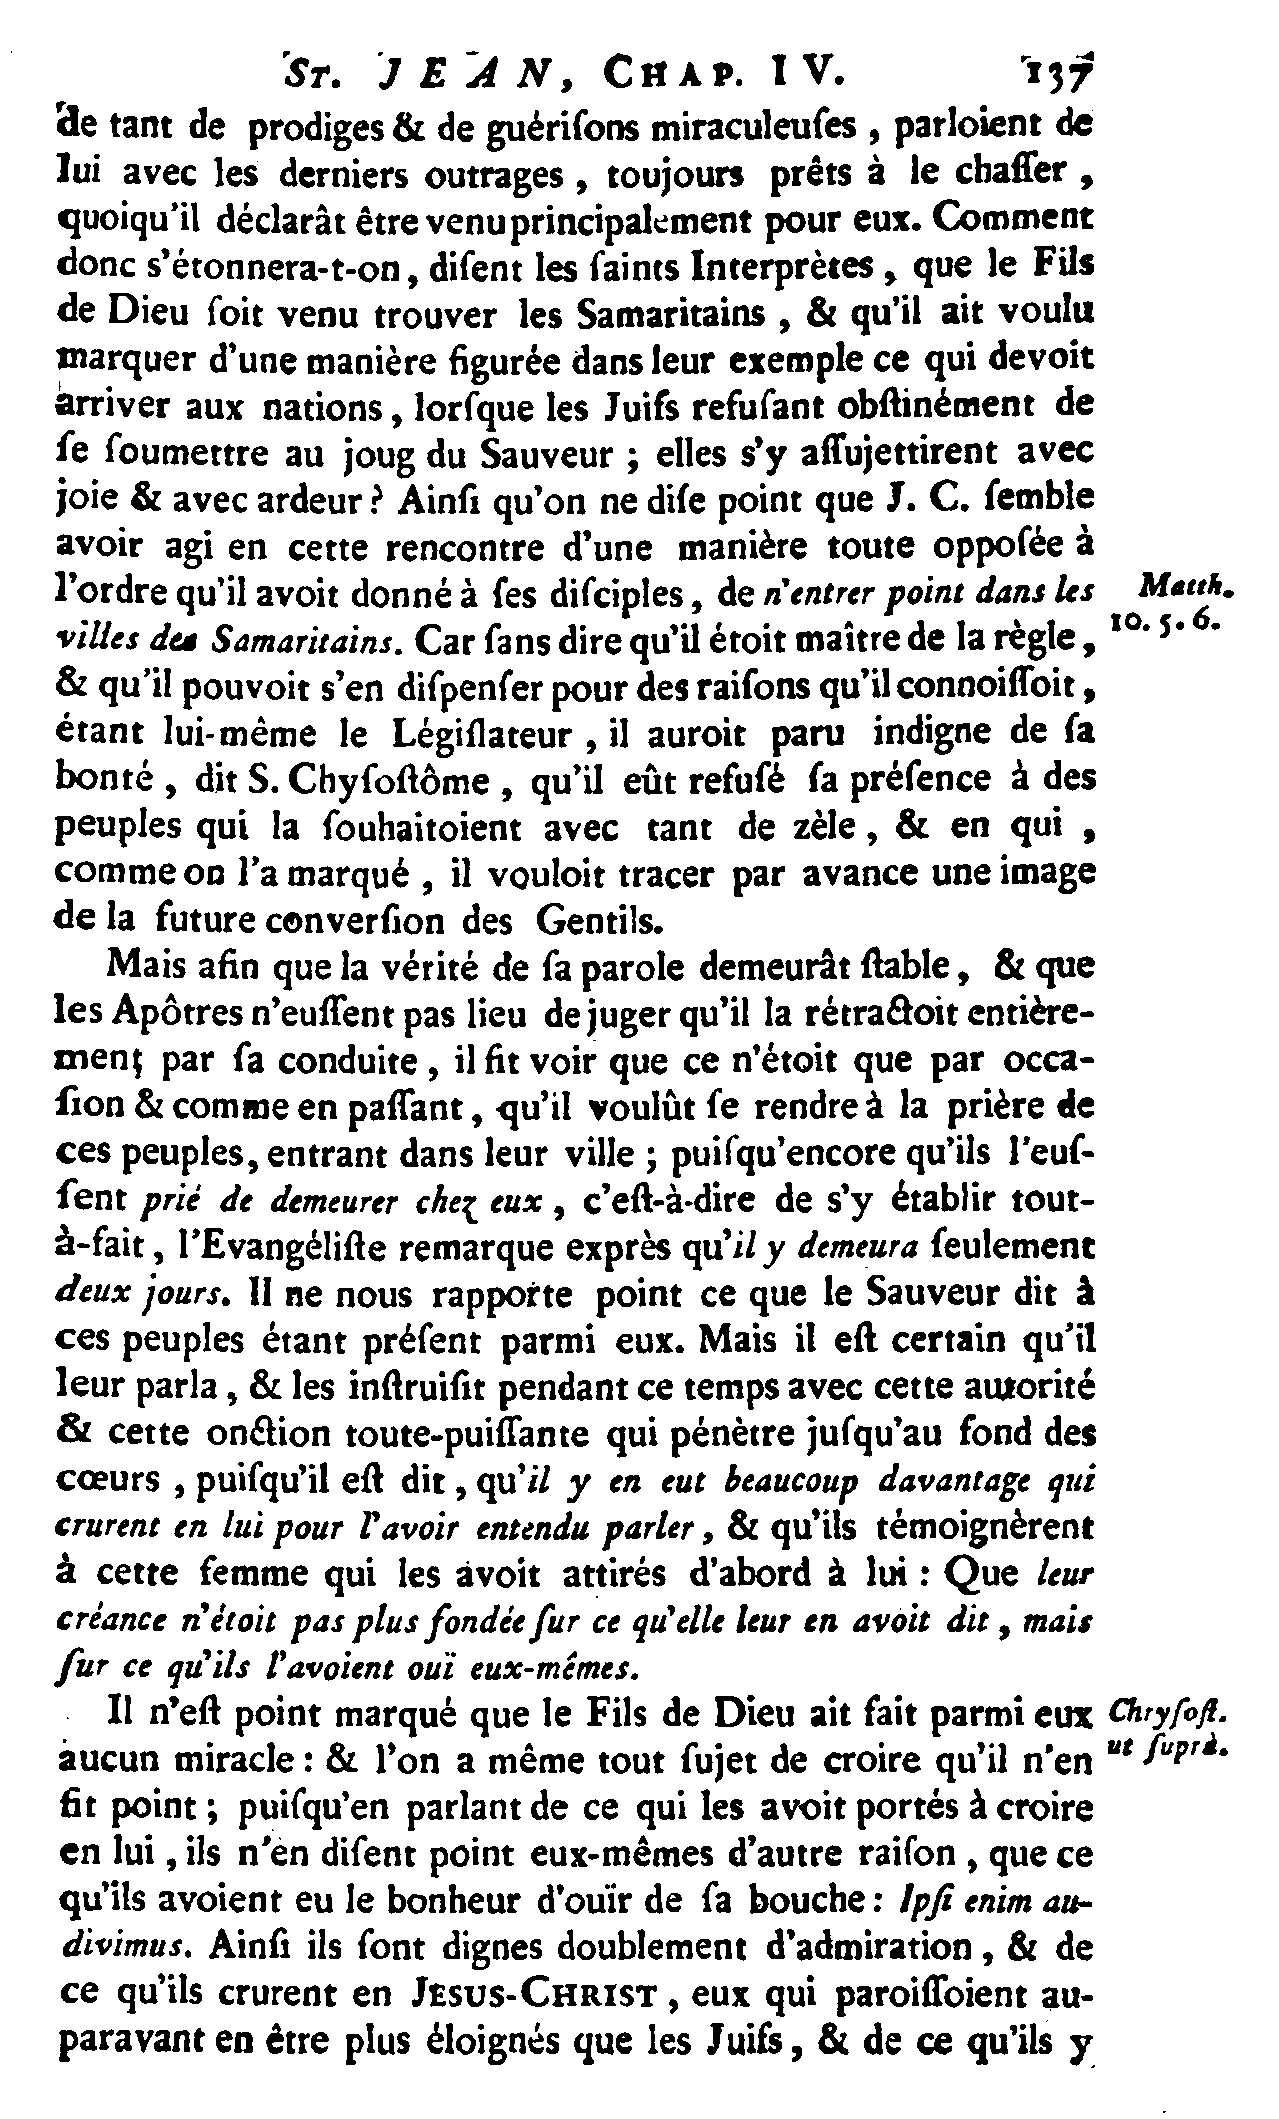 St. JEAN, Chap. IV. 137
de tant de prodiges & de guériſons miraculeuſes, parloient de
lui avec les derniers outrages, toujours prêts à le chaſſer,
quoiqu'il déclarât être venu principalement pour eux. Comment
donc s'étonnera-t-on, diſent les ſaints Interprètes, que le Fils
de Dieu ſoit venu trouver les Samaritains, & qu'il ait voulu
marquer d'une manière figurée dans leur exemple ce qui devoit
arriver aux nations, lorſque les Juifs refuſant obſtinément de
ſe ſoumettre au joug du Sauveur ; elles s'y aſſujettirent avec
joie & avec ardeur ? Ainſi qu'on ne diſe point que J. C. ſemble
avoir agi en cette rencontre d'une manière toute oppoſée à
l'ordre qu'il avoit donné à ſes diſciples, de n'entrer point dans les
Matth.
villes des Samaritains. Car ſans dire qu'il étoit maître de la règle,
10. 5. 6.
& qu'il pouvoit s'en diſpenſer pour des raiſons qu'il connoiſſoit,
étant lui-même le Légiſlateur, il auroit paru indigne de ſa
bonté, dit S. Chyſoſtôme, qu'il eût refuſé ſa préſence à des
peuples qui la ſouhaitoient avec tant de zèle, & en qui,
comme on l'a marqué, il vouloit tracer par avance une image
de la future converſion des Gentils.
Mais afin que la vérité de ſa parole demeurât ſtable, & que
les Apôtres n'euſſent pas lieu de juger qu'il la rétractoit entière-
ment par ſa conduite, il fit voir que ce n'étoit que par occa-
ſion & comme en paſſant, qu'il voulût ſe rendre à la prière de
ces peuples, entrant dans leur ville ; puiſqu'encore qu'ils l'euſ-
ſent prié de demeurer chez eux, c'eſt-à-dire de s'y établir tout-
à-fait, l'Evangéliſte remarque exprès qu'il y demeura ſeulement
deux jours. Il ne nous rapporte point ce que le Sauveur dit à
ces peuples étant préſent parmi eux. Mais il eſt certain qu'il
leur parla, & les inſtruiſit pendant ce temps avec cette autorité
& cette onction toute-puiſſante qui pénètre juſqu'au fond des
cœurs, puiſqu'il eſt dit, qu'il y en eut beaucoup davantage qui
crurent en lui pour l'avoir entendu parler, & qu'ils témoignèrent
à cette femme qui les avoit attirés d'abord à lui : Que leur
créance n'étoit pas plus fondée ſur ce qu'elle leur en avoit dit, mais
ſur ce qu'ils l'avoient ouï eux-mêmes.
Il n'eſt point marqué que le Fils de Dieu ait fait parmi eux
Chryſoſt.
aucun miracle : & l'on a même tout ſujet de croire qu'il n'en
ut ſuprà.
fit point ; puiſqu'en parlant de ce qui les avoit portés à croire
en lui, ils n'en diſent point eux-mêmes d'autre raiſon, que ce
qu'ils avoient eu le bonheur d'ouïr de ſa bouche : Ipſi enim au-
divimus. Ainſi ils ſont dignes doublement d'admiration, & de
ce qu'ils crurent en Jesus-Christ, eux qui paroiſſoient au-
paravant en être plus éloignés que les Juifs, & de ce qu'ils y